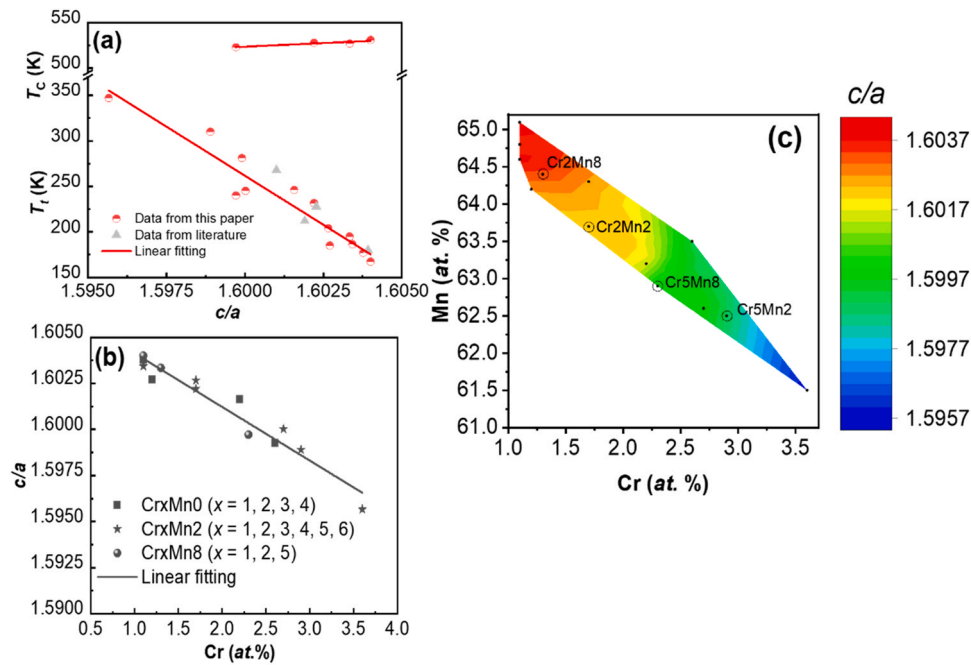 (a)
550
525
T_C (K)
350
300
250
200
150
T_t (K)
Data from this paper
Data from literature
Linear fitting
1.5950 1.5975 1.6000 1.6025 1.6050
c/a
(b)
1.6050
1.6025
1.6000
1.5975
1.5950
1.5925
1.5900
c/a
CrxMn0 (x = 1, 2, 3, 4)
CrxMn2 (x = 1, 2, 3, 4, 5, 6)
CrxMn8 (x = 1, 2, 5)
Linear fitting
0.5 1.0 1.5 2.0 2.5 3.0 3.5 4.0
Cr (at.%)
(c)
65.0
64.5
64.0
63.5
63.0
62.5
62.0
61.5
61.0
Mn (at. %)
Cr2Mn8
Cr2Mn2
Cr5Mn8
Cr5Mn2
1.0 1.5 2.0 2.5 3.0 3.5
Cr (at. %)
c/a
1.6037
1.6017
1.5997
1.5977
1.5957